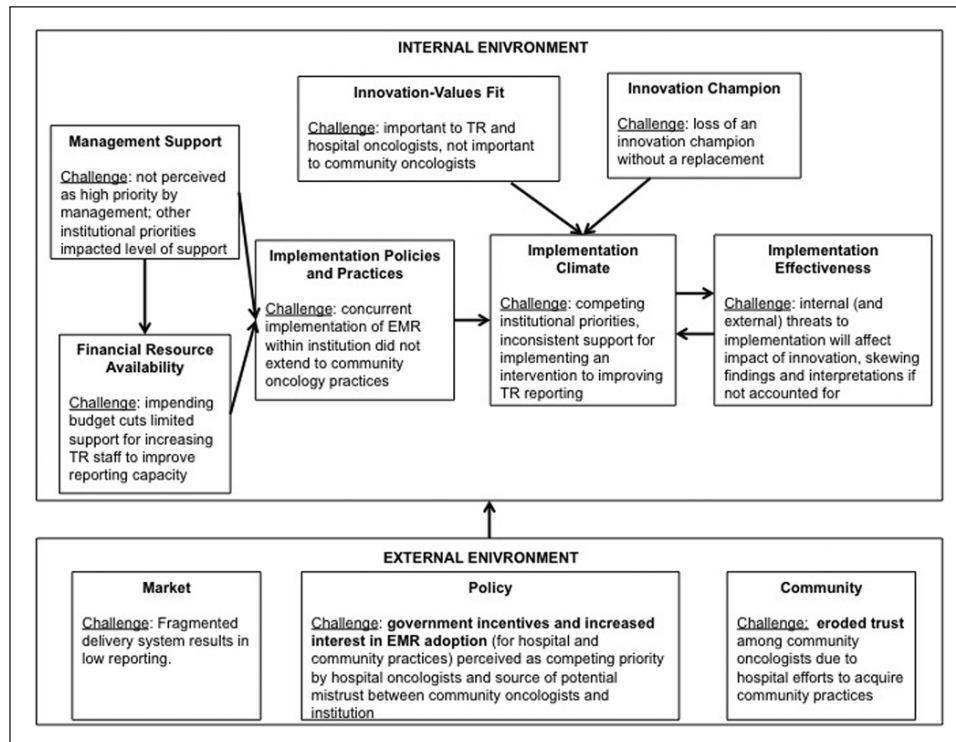 INTERNAL ENIVRONMENT
Innovation-Values Fit
Challenge: important to TR and
hospital oncologists, not important
to community oncologists
Innovation Champion
Challenge: loss of an
innovation champion
without a replacement
Management Support
Challenge: not perceived
as high priority by
management; other
institutional priorities
impacted level of support
Implementation Policies
and Practices
Challenge: concurrent
implementation of EMR
within institution did not
extend to community
oncology practices
Implementation
Climate
Challenge: competing
institutional priorities,
inconsistent support for
implementing an
intervention to improving
TR reporting
Implementation
Effectiveness
Challenge: internal (and
external) threats to
implementation will affect
impact of innovation, skewing
findings and interpretations if
not accounted for
Financial Resource
Availability
Challenge: impending
budget cuts limited
support for increasing
TR staff to improve
reporting capacity
EXTERNAL ENIVRONMENT
Market
Challenge: Fragmented
delivery system results in
low reporting.
Policy
Challenge: government incentives and increased
interest in EMR adoption (for hospital and
community practices) perceived as competing priority
by hospital oncologists and source of potential
mistrust between community oncologists and
institution
Community
Challenge: eroded trust
among community
oncologists due to
hospital efforts to acquire
community practices